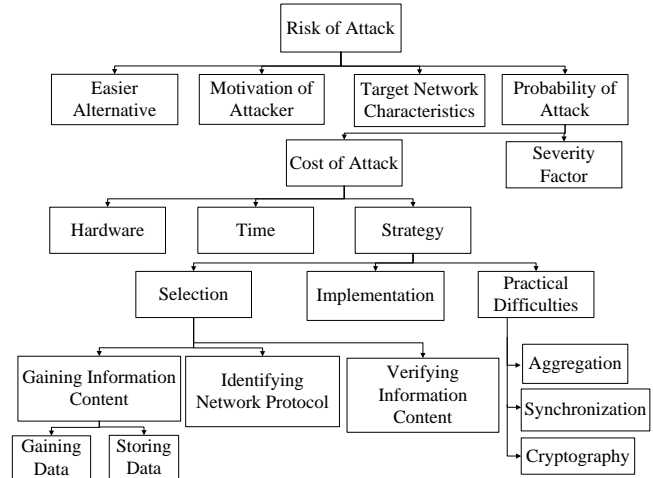 Risk of Attack
Easier
Alternative
Motivation of
Attacker
Target Network
Characteristics
Probability of
Attack
Cost of Attack
Severity
Factor
Hardware
Time
Strategy
Selection
Implementation
Practical
Difficulties
Gaining Information
Content
Identifying
Network Protocol
Verifying
Information
Content
Aggregation
Synchronization
Cryptography
Gaining
Data
Storing
Data